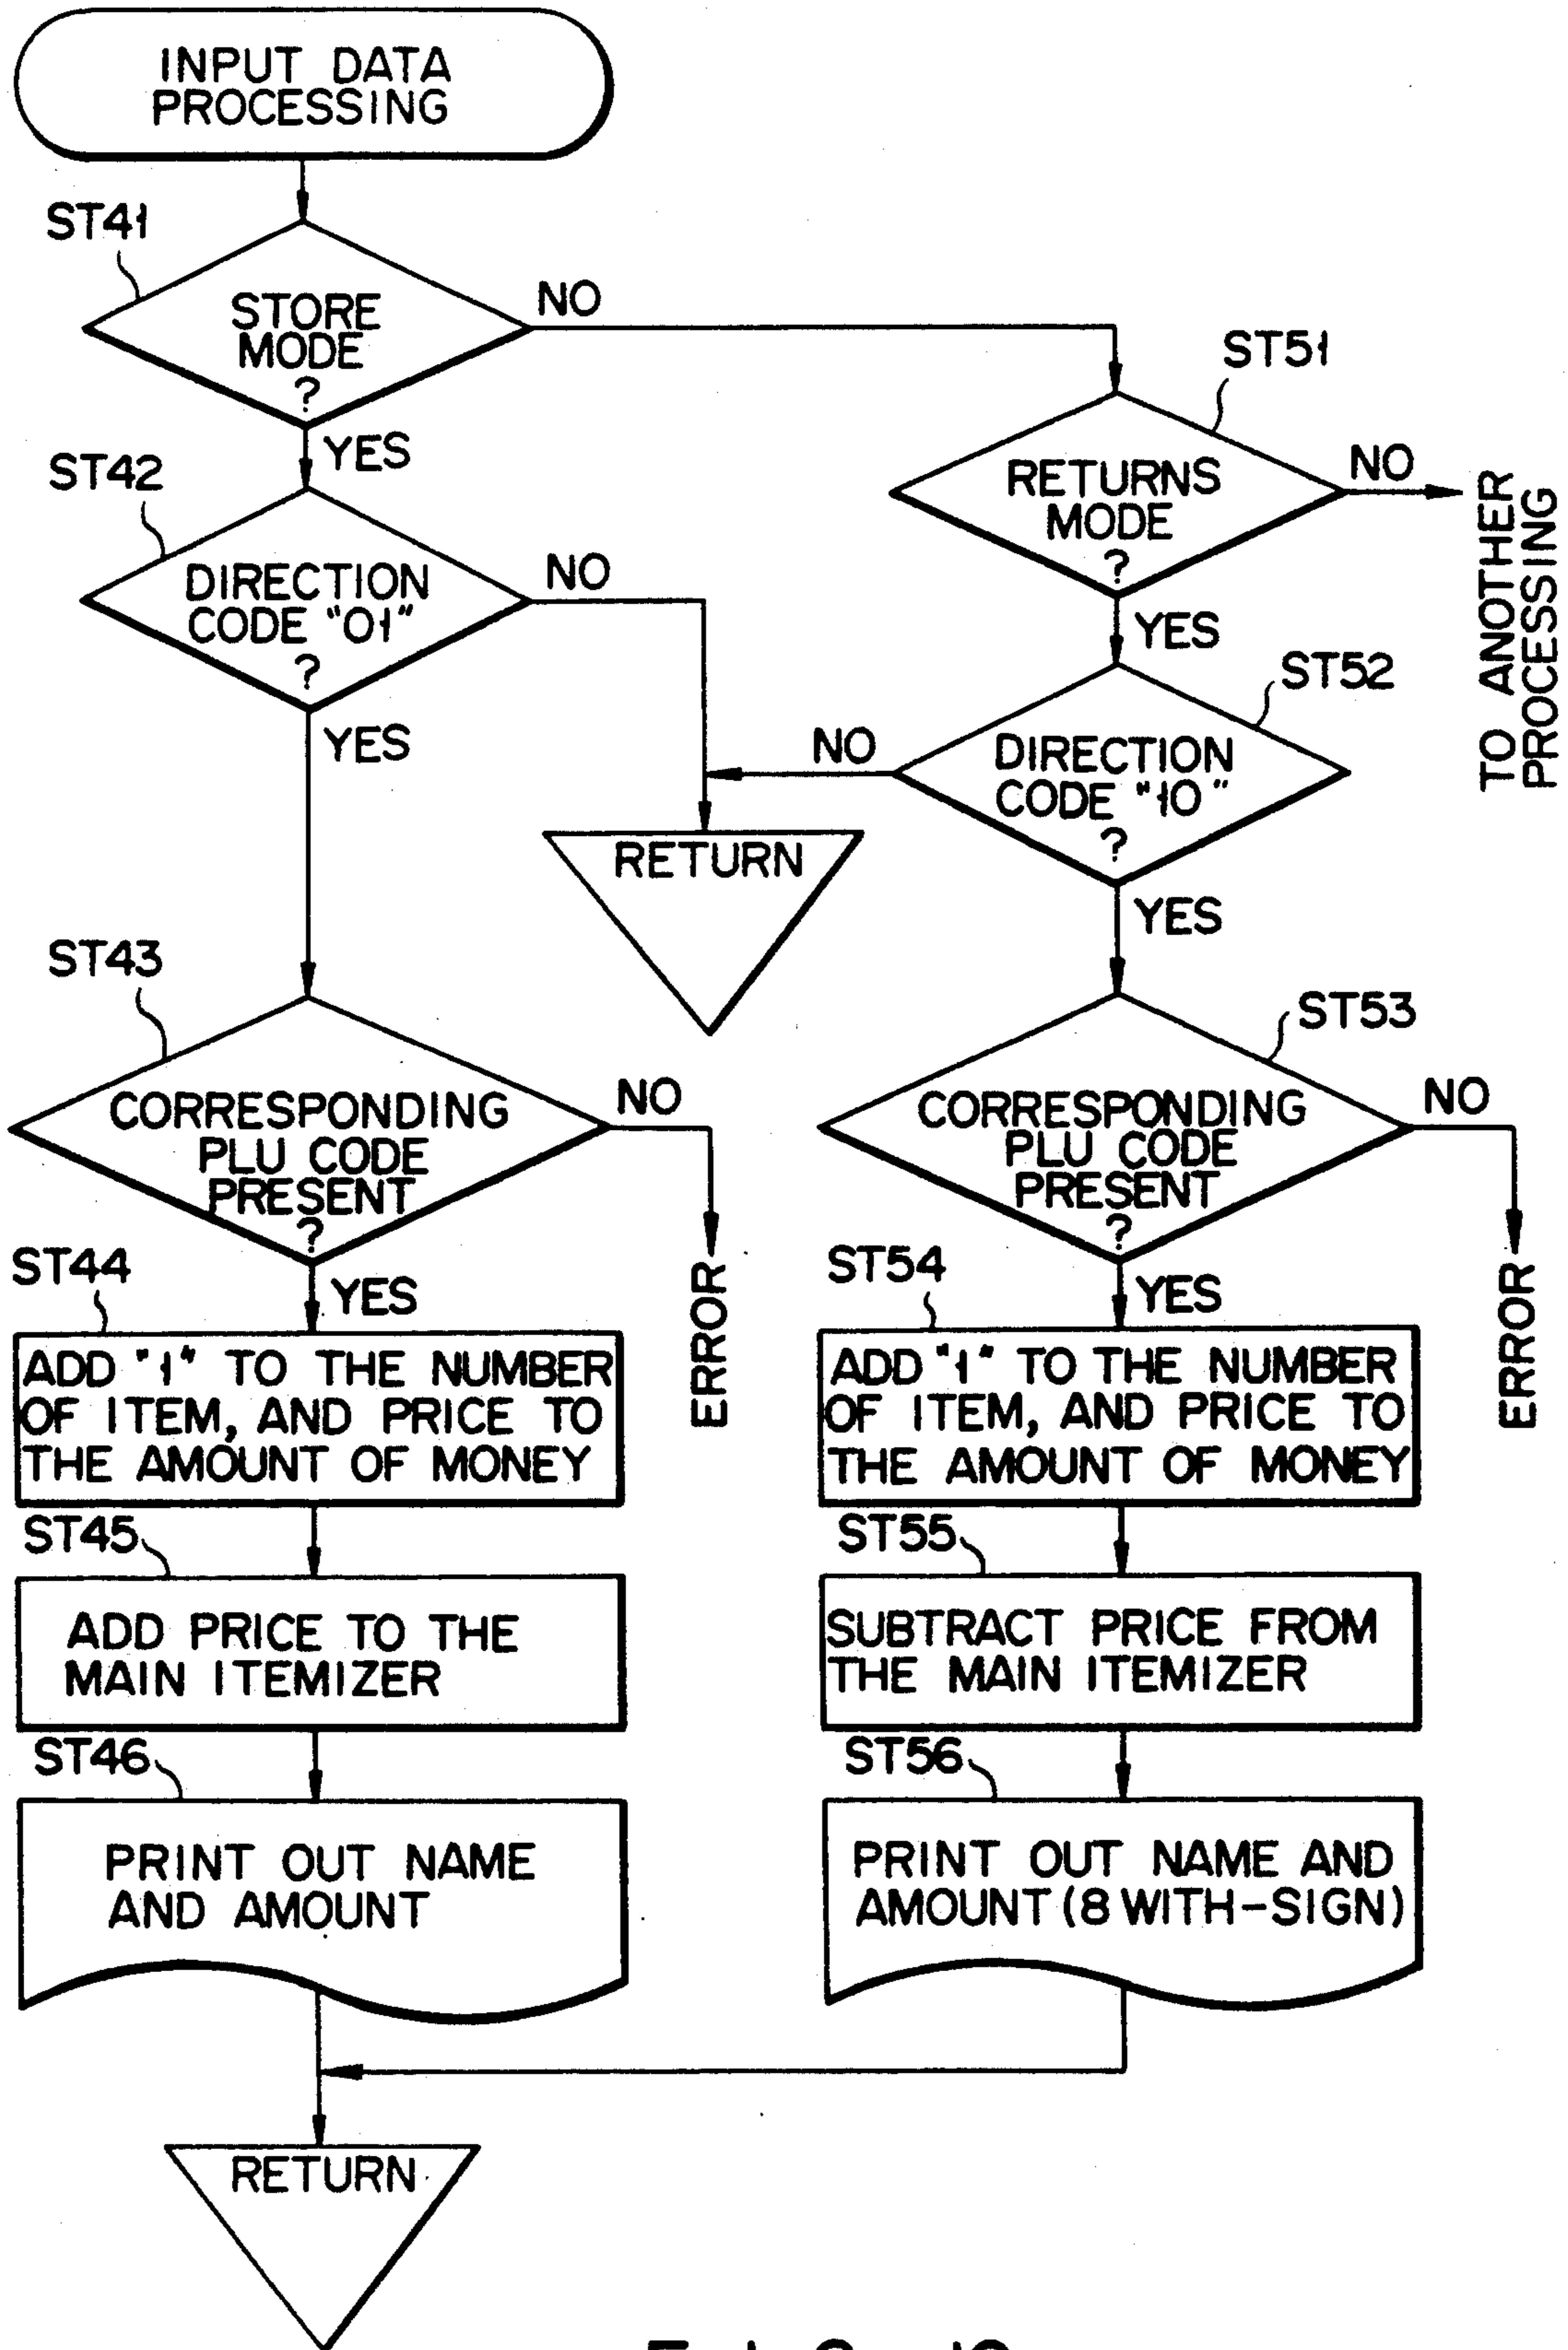 INPUT DATA
PROCESSING
ST41
STORE
MODE
?
NO
YES
ST51
RETURNS
MODE
?
NO
TO ANOTHER
PROCESSING
YES
ST42
DIRECTION
CODE "01"
?
NO
YES
ST52
DIRECTION
CODE "10"
?
NO
YES
RETURN
ST43
CORRESPONDING
PLU CODE
PRESENT
?
NO
ERROR
YES
ST53
CORRESPONDING
PLU CODE
PRESENT
?
NO
ERROR
YES
ST44
ADD "1" TO THE NUMBER
OF ITEM, AND PRICE TO
THE AMOUNT OF MONEY
ST54
ADD "1" TO THE NUMBER
OF ITEM, AND PRICE TO
THE AMOUNT OF MONEY
ST45
ADD PRICE TO THE
MAIN ITEMIZER
ST55
SUBTRACT PRICE FROM
THE MAIN ITEMIZER
ST46
PRINT OUT NAME
AND AMOUNT
ST56
PRINT OUT NAME AND
AMOUNT (8 WITH-SIGN)
RETURN